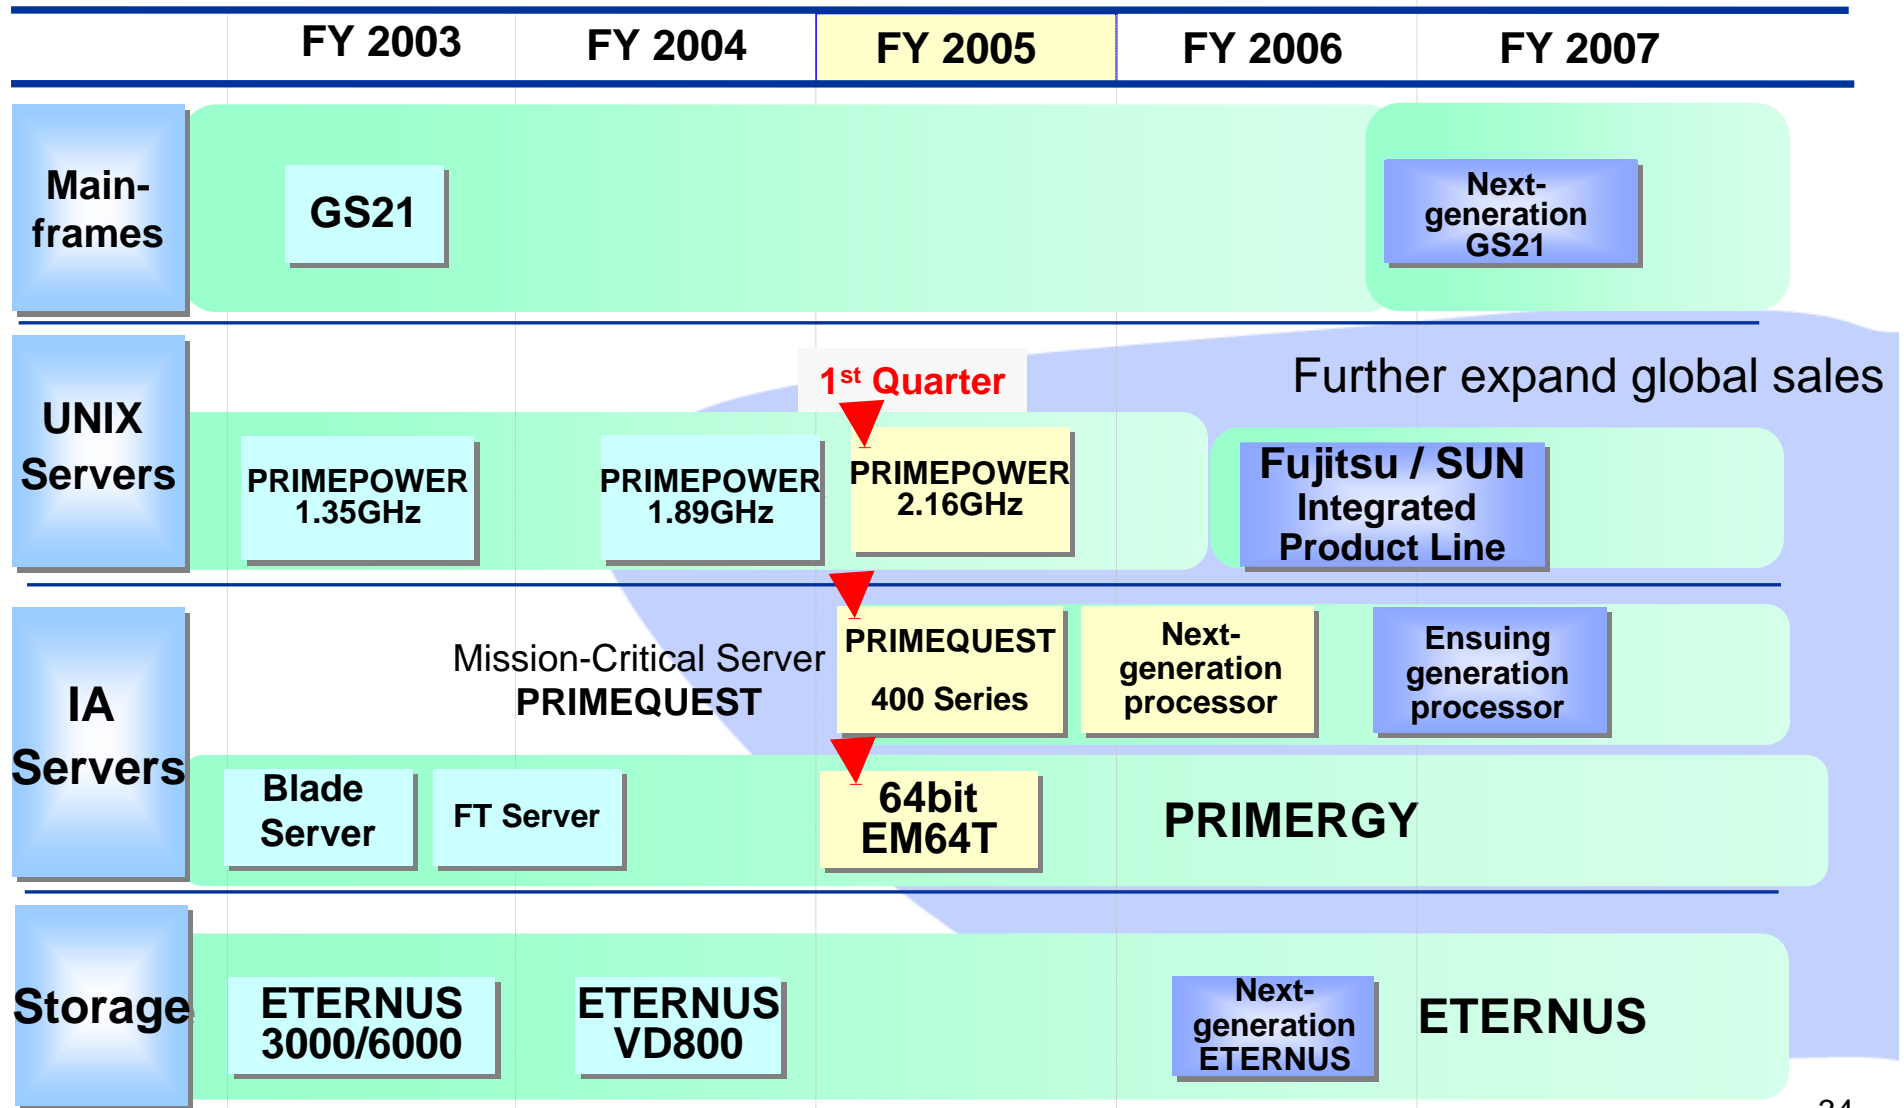 FY 2003 FY 2004 FY 2005 FY 2006 FY 2007
Main-
frames
GS21
Next-
generation
GS21
UNIX
Servers
1st Quarter
Further expand global sales
PRIMEPOWER
1.35GHz
PRIMEPOWER
1.89GHz
PRIMEPOWER
2.16GHz
Fujitsu / SUN
Integrated
Product Line
IA
Servers
Mission-Critical Server
PRIMEQUEST
PRIMEQUEST
400 Series
Next-
generation
processor
Ensuing
generation
processor
Blade
Server
FT Server
64bit
EM64T
PRIMERGY
Storage
ETERNUS
3000/6000
ETERNUS
VD800
Next-
generation
ETERNUS
ETERNUS